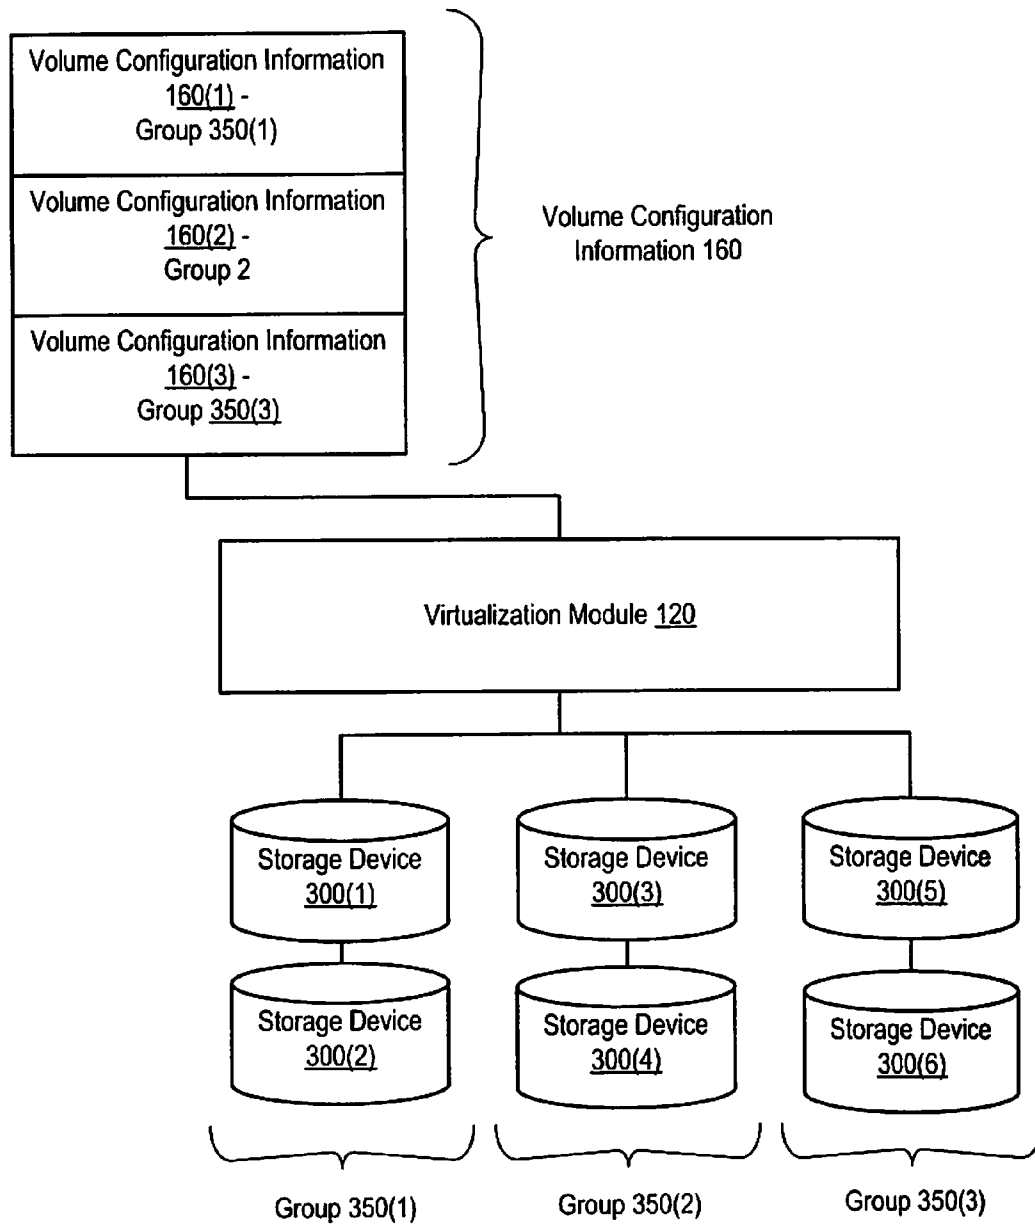 Volume Configuration Information
160(1) -
Group 350(1)
Volume Configuration Information
160(2) -
Group 2
Volume Configuration Information
160(3) -
Group 350(3)
Volume Configuration
Information 160
Virtualization Module 120
Storage Device
300(1)
Storage Device
300(3)
Storage Device
300(5)
Storage Device
300(2)
Storage Device
300(4)
Storage Device
300(6)
Group 350(1)
Group 350(2)
Group 350(3)